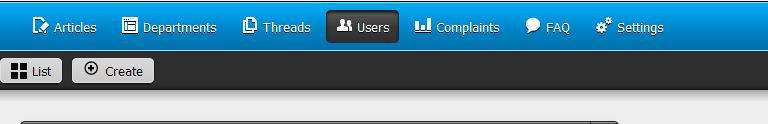 Articles Departments Threads Users Complaints FAQ Settings
List Create